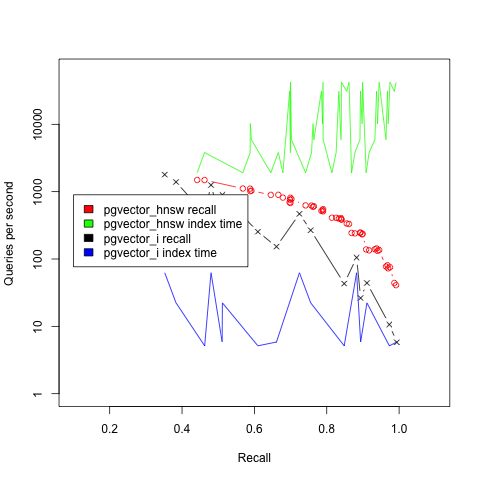 Queries per second
10000
1000
100
10
1
pgvector_hnsw recall
pgvector_hnsw index time
pgvector_i recall
pgvector_i index time
0.2 0.4 0.6 0.8 1.0
Recall